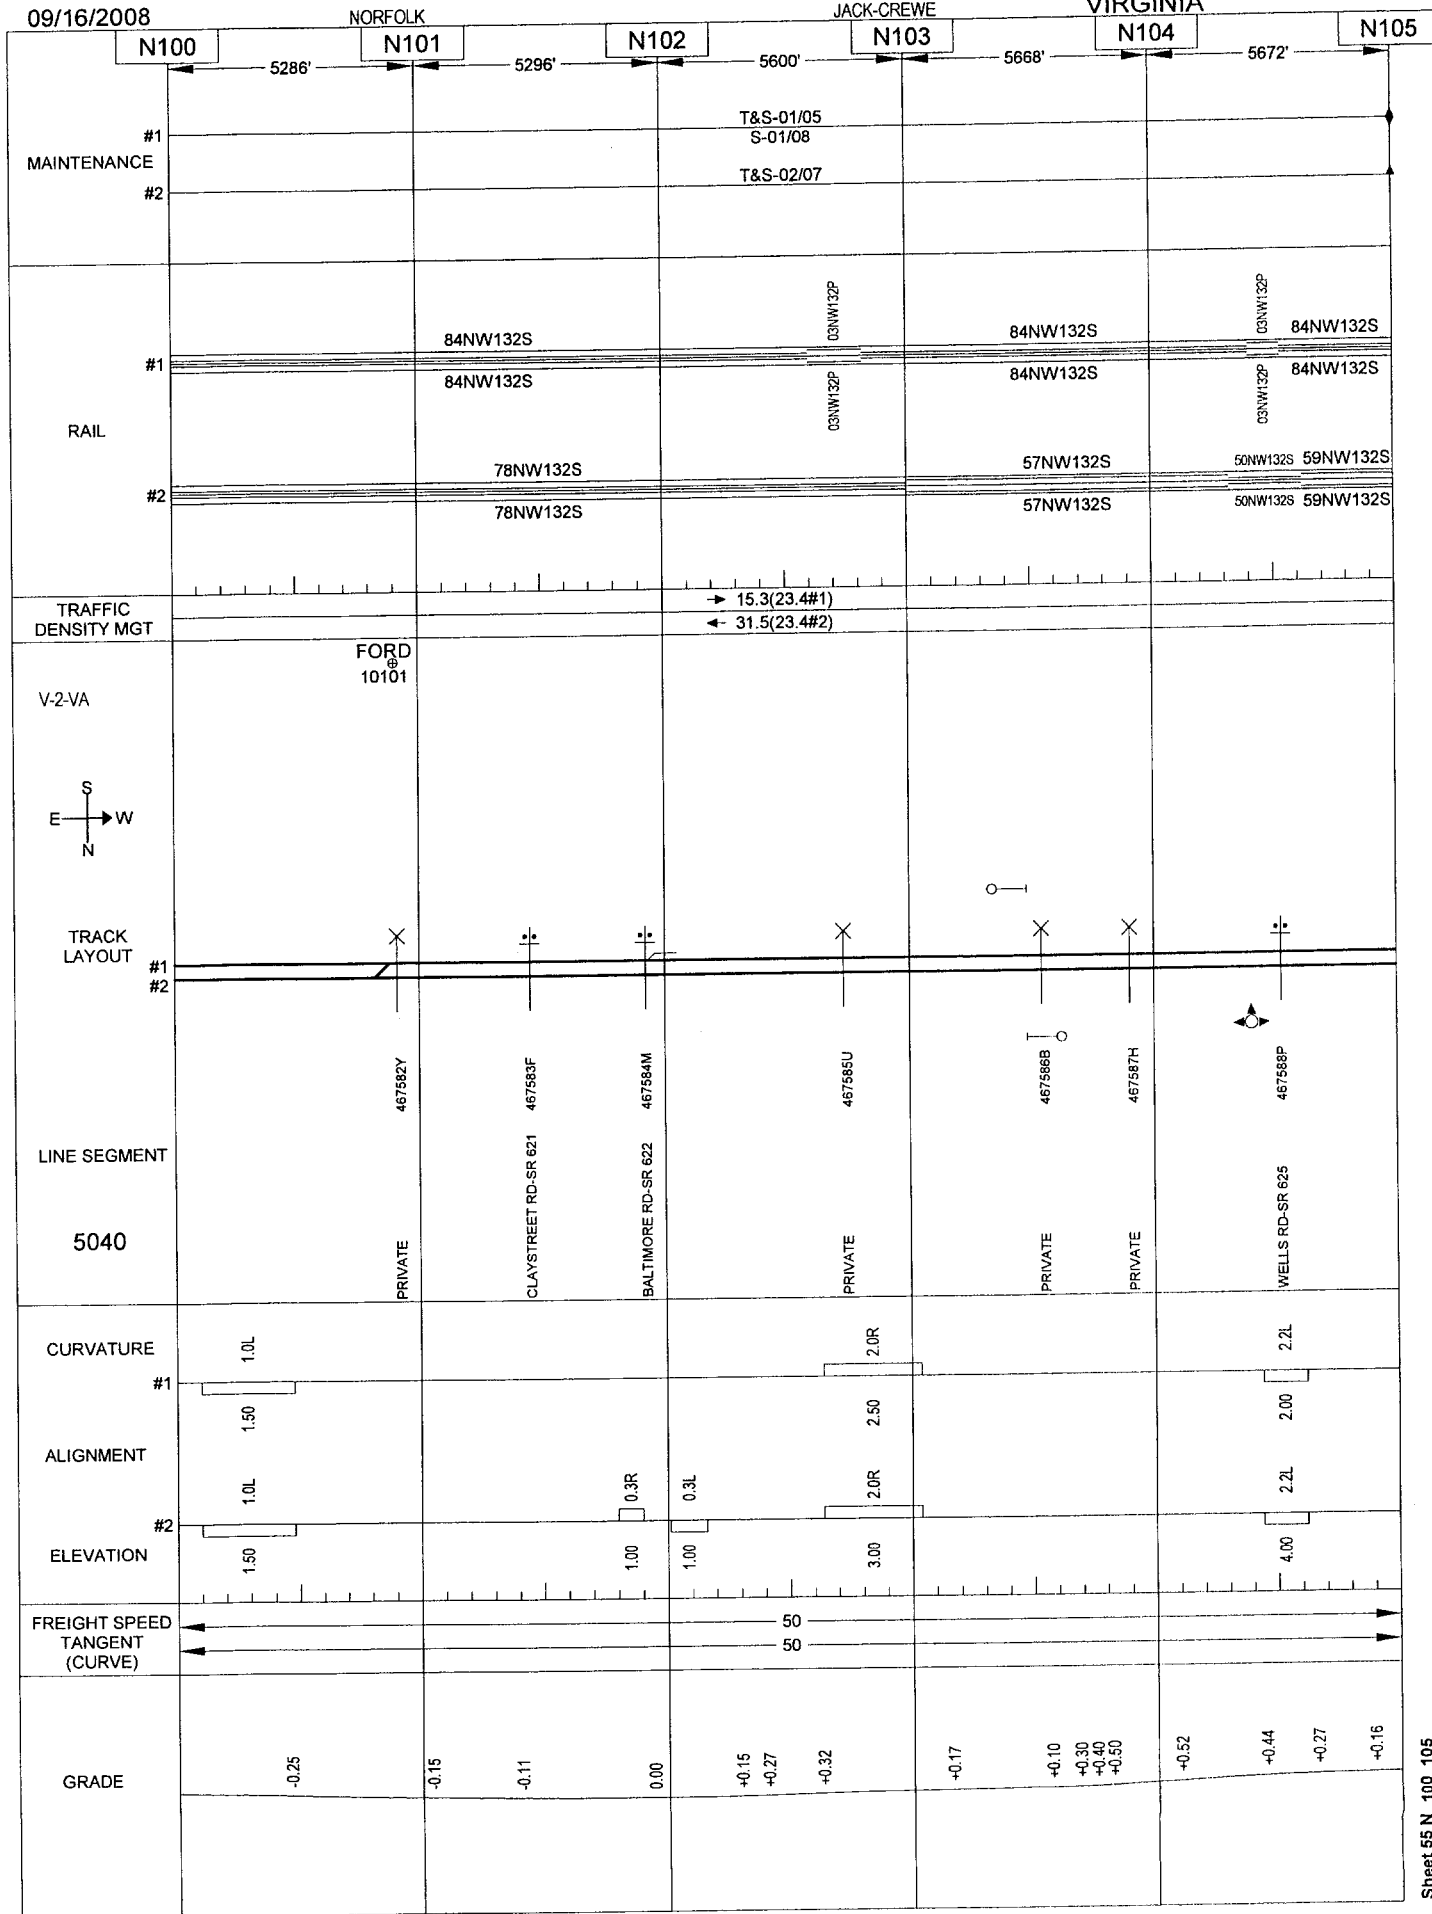 09/16/2008
NORFOLK
JACK-CREWE
VIRGINIA
N100
N101
N102
N103
N104
N105
5286'
5296'
5600'
5668'
5672'
MAINTENANCE
#1
T&S-01/05
S-01/08
#2
T&S-02/07
RAIL
#1
84NW132S
03NW132P
84NW132S
03NW132P
84NW132S
84NW132S
03NW132P
84NW132S
03NW132P
84NW132S
#2
78NW132S
57NW132S
50NW132S
59NW132S
78NW132S
57NW132S
50NW132S
59NW132S
TRAFFIC
DENSITY MGT
15.3(23.4#1)
31.5(23.4#2)
FORD
10101
V-2-VA
S
E
W
N
TRACK
LAYOUT
#1
#2
467582Y
467583F
467584M
467585U
467586B
467587H
467588P
LINE SEGMENT
5040
PRIVATE
CLAYSTREET RD-SR 621
BALTIMORE RD-SR 622
PRIVATE
PRIVATE
PRIVATE
WELLS RD-SR 625
CURVATURE
#1
1.0L
2.0R
2.2L
1.50
2.50
2.00
ALIGNMENT
#2
1.0L
0.3R
0.3L
2.0R
2.2L
ELEVATION
1.50
1.00
1.00
3.00
4.00
FREIGHT SPEED
TANGENT
(CURVE)
50
50
GRADE
-0.25
-0.15
-0.11
0.00
+0.15
+0.27
+0.32
+0.17
+0.10
+0.30
+0.40
+0.50
+0.52
+0.44
+0.27
+0.16
Sheet 55 N 100 105